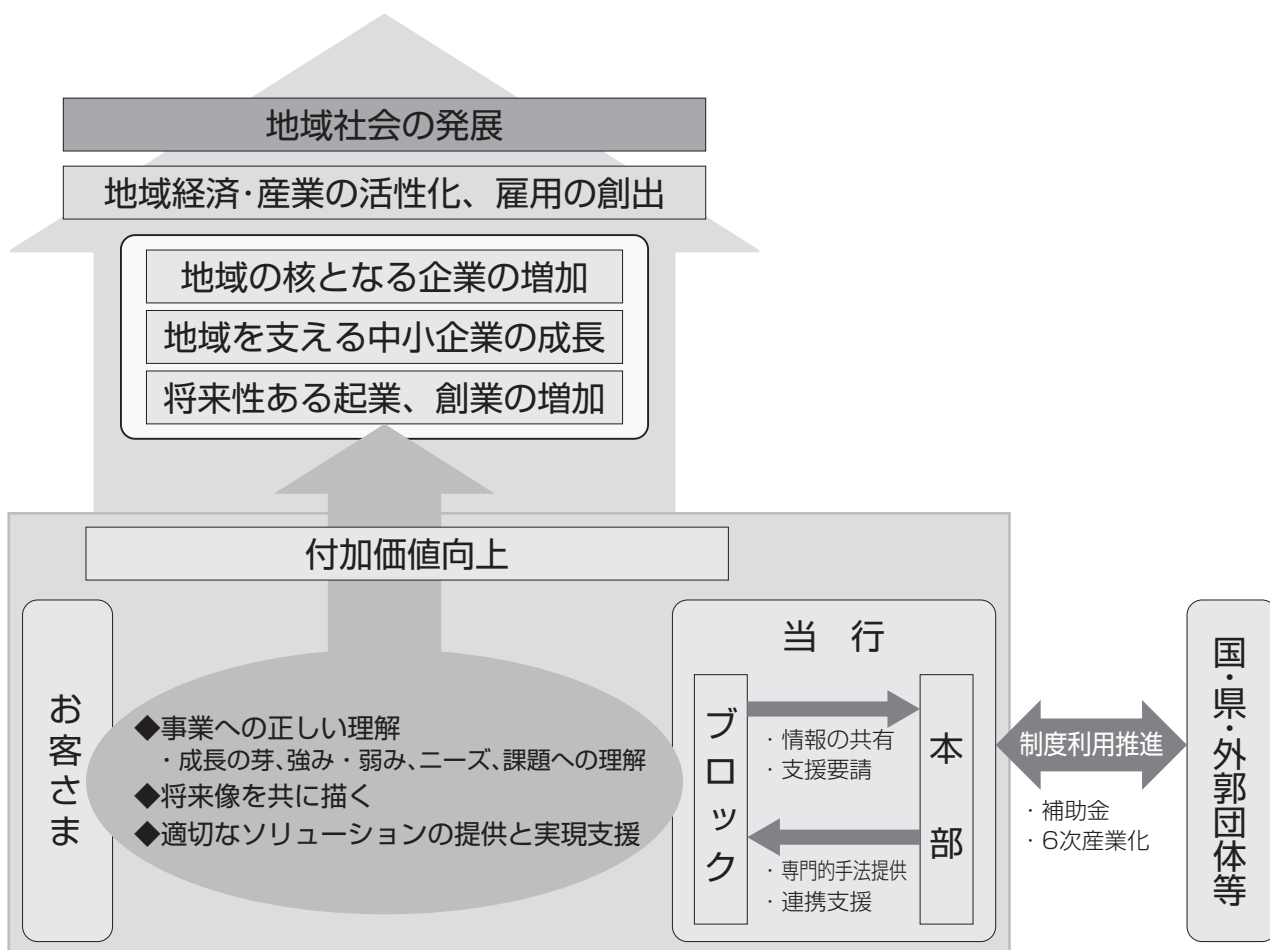 地域社会の発展
地域経済・産業の活性化、雇用の創出
地域の核となる企業の増加
地域を支える中小企業の成長
将来性ある起業、創業の増加
付加価値向上
お客さま
◆事業への正しい理解
・成長の芽、強み・弱み、ニーズ、課題への理解
◆将来像を共に描く
◆適切なソリューションの提供と実現支援
当 行
ブロック
・情報の共有
・支援要請
・専門的手法提供
・連携支援
本部
制度利用推進
・補助金
・6次産業化
国・県・外郭団体等